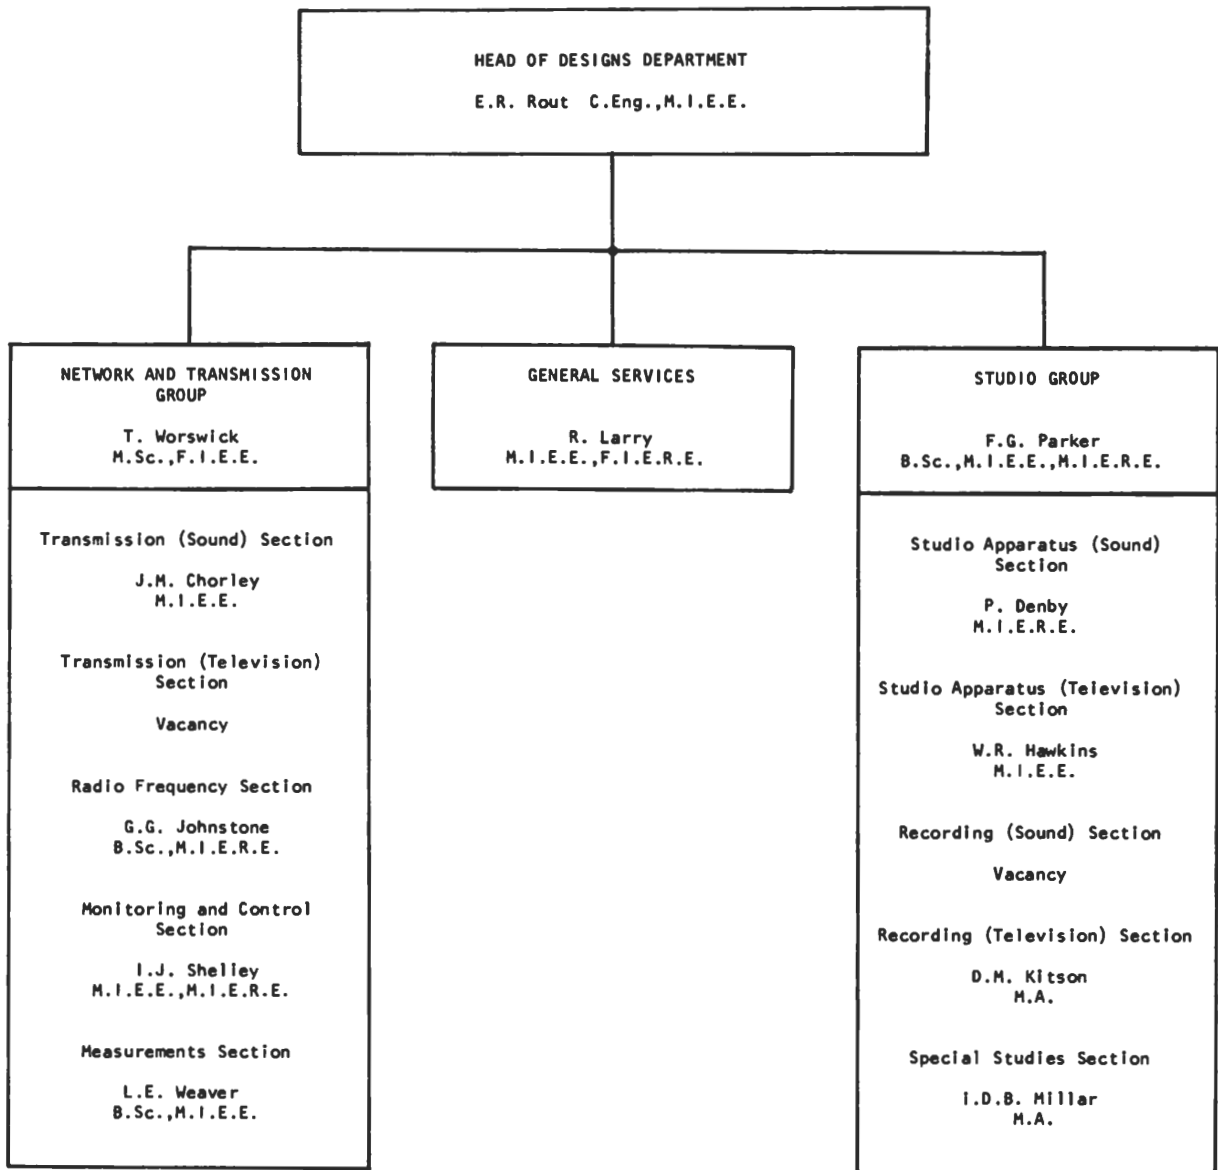 HEAD OF DESIGNS DEPARTMENT
E.R. Rout C.Eng.,M.I.E.E.
NETWORK AND TRANSMISSION
GROUP
T. Worswick
M.Sc.,F.I.E.E.
Transmission (Sound) Section
J.M. Chorley
M.I.E.E.
Transmission (Television)
Section
Vacancy
Radio Frequency Section
G.G. Johnstone
B.Sc.,M.I.E.R.E.
Monitoring and Control
Section
I.J. Shelley
M.I.E.E.,M.I.E.R.E.
Measurements Section
L.E. Weaver
B.Sc.,M.I.E.E.
GENERAL SERVICES
R. Larry
M.I.E.E.,F.I.E.R.E.
STUDIO GROUP
F.G. Parker
B.Sc.,M.I.E.E.,M.I.E.R.E.
Studio Apparatus (Sound)
Section
P. Denby
M.I.E.R.E.
Studio Apparatus (Television)
Section
W.R. Hawkins
M.I.E.E.
Recording (Sound) Section
Vacancy
Recording (Television) Section
D.M. Kitson
M.A.
Special Studies Section
I.D.B. Millar
M.A.